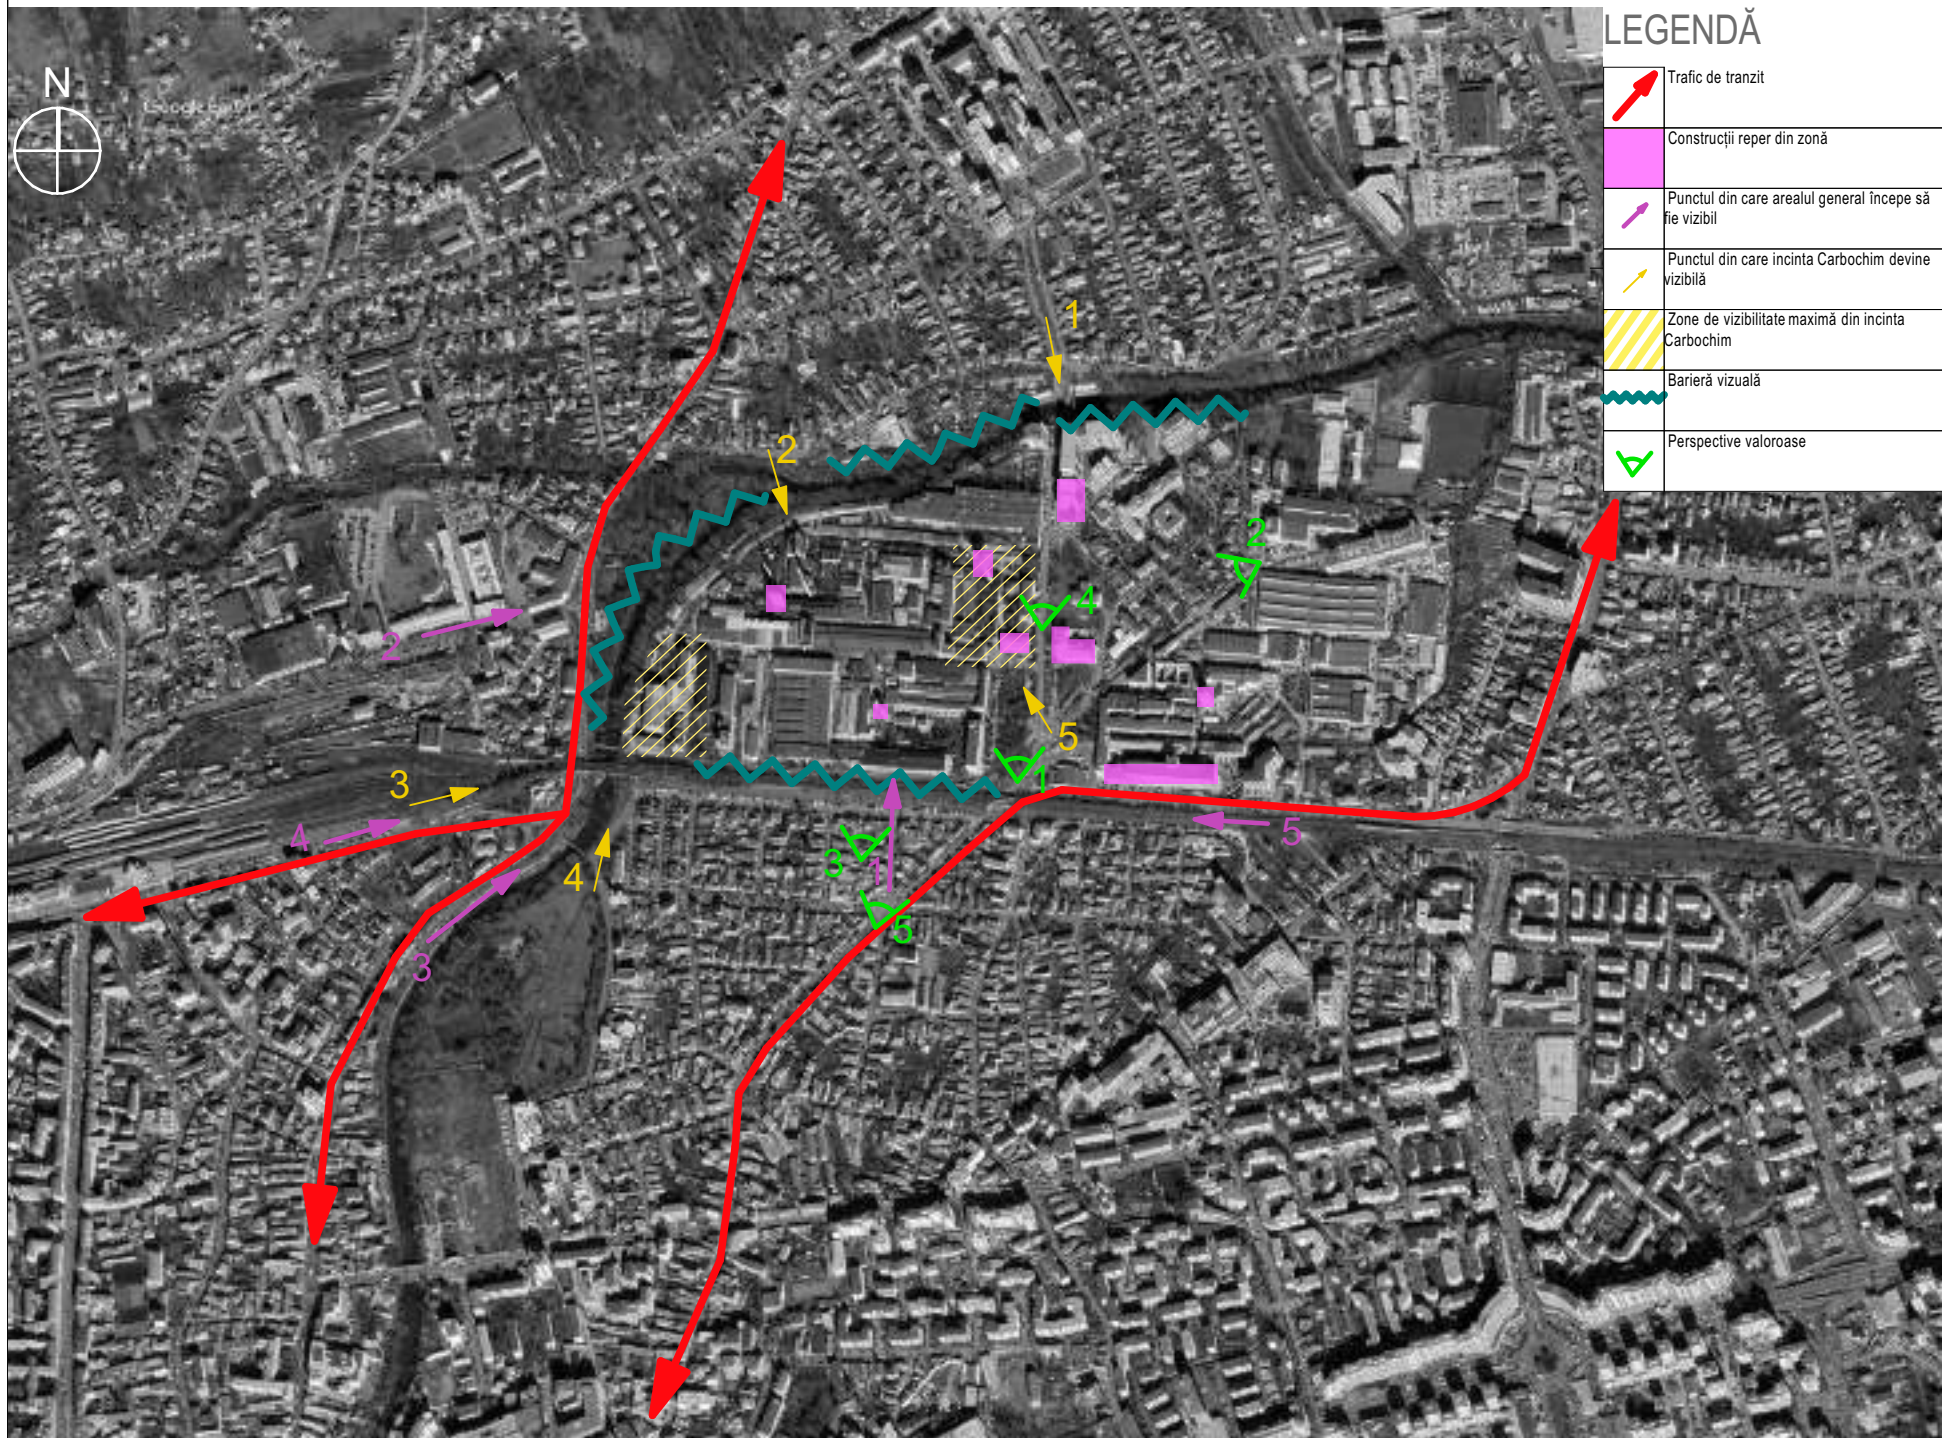 LEGENDĂ
Trafic de tranzit
Construcții reper din zonă
Punctul din care arealul general începe să
fie vizibil
Punctul din care incinta Carbochim devine
vizibilă
Zone de vizibilitate maximă din incinta
Carbochim
Barieră vizuală
Perspective valoroase
N
Google Earth
1
2
2
4
2
5
3
1
4
5
4
3
1
5
3